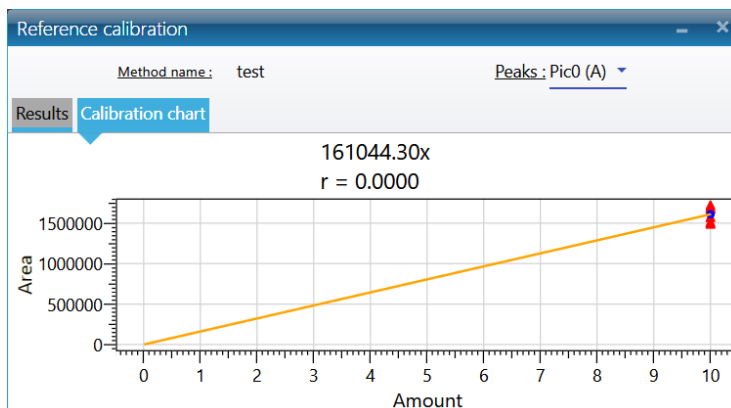 Reference calibration
Method name : test Peaks : Pic0 (A)
Results Calibration chart
161044.30x
r = 0.0000
1500000
1000000
500000
0
Area
0 1 2 3 4 5 6 7 8 9 10
Amount